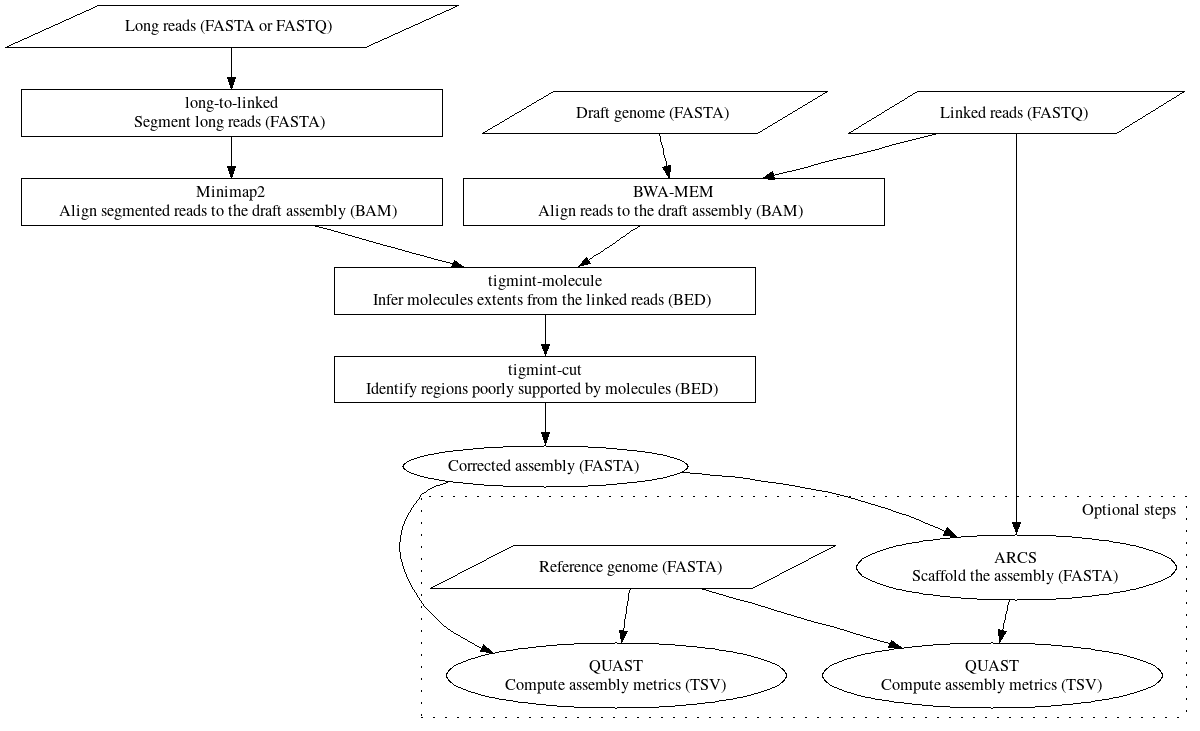 Long reads (FASTA or FASTQ)
long-to-linked
Segment long reads (FASTA)
Draft genome (FASTA)
Linked reads (FASTQ)
Minimap2
Align segmented reads to the draft assembly (BAM)
BWA-MEM
Align reads to the draft assembly (BAM)
tigmint-molecule
Infer molecules extents from the linked reads (BED)
tigmint-cut
Identify regions poorly supported by molecules (BED)
Corrected assembly (FASTA)
Optional steps
Reference genome (FASTA)
ARCS
Scaffold the assembly (FASTA)
QUAST
Compute assembly metrics (TSV)
QUAST
Compute assembly metrics (TSV)